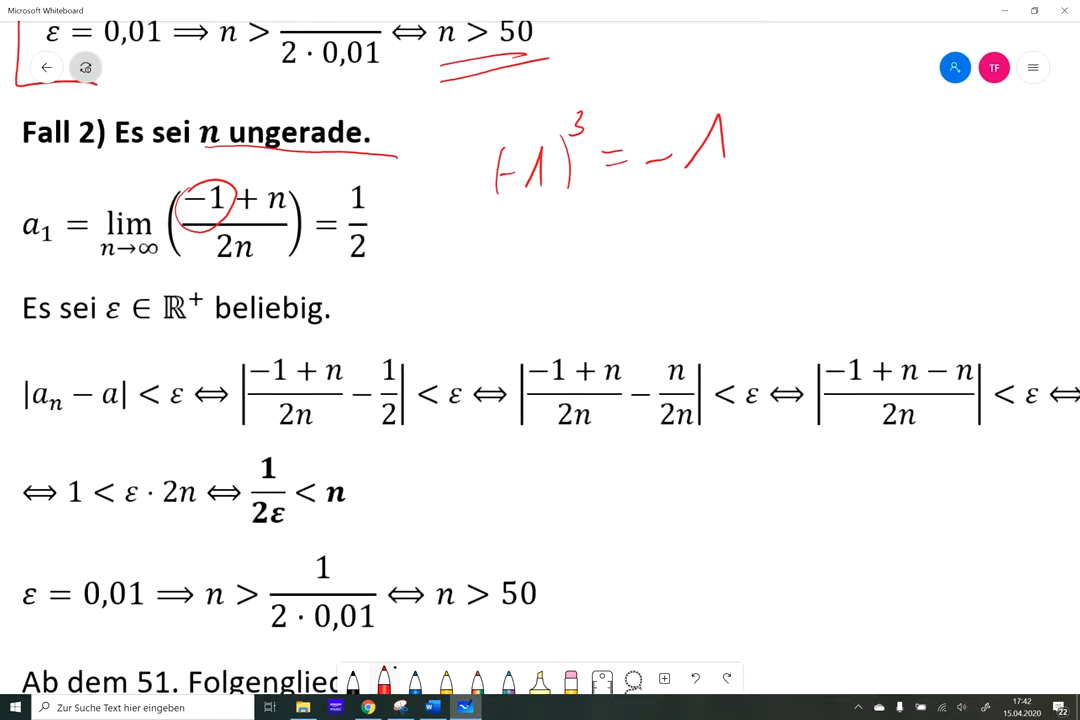 Microsoft Whiteboard
ε = 0,01 ⟹ n > —/(2 · 0,01) ⟺ n > 50
TF
Fall 2) Es sei n ungerade.
(-1)³ = -1
a₁ = lim_{n→∞} ((−1 + n)/(2n)) = 1/2
Es sei ε ∈ ℝ⁺ beliebig.
|aₙ − a| < ε ⟺ |(−1 + n)/(2n) − 1/2| < ε ⟺ |(−1 + n)/(2n) − n/(2n)| < ε ⟺ |(−1 + n − n)/(2n)| < ε ⟺
⟺ 1 < ε · 2n ⟺ 1/(2ε) < n
ε = 0,01 ⟹ n > 1/(2 · 0,01) ⟺ n > 50
Ab dem 51. Folgenglied
Zur Suche Text hier eingeben
17:42
15.04.2020
22